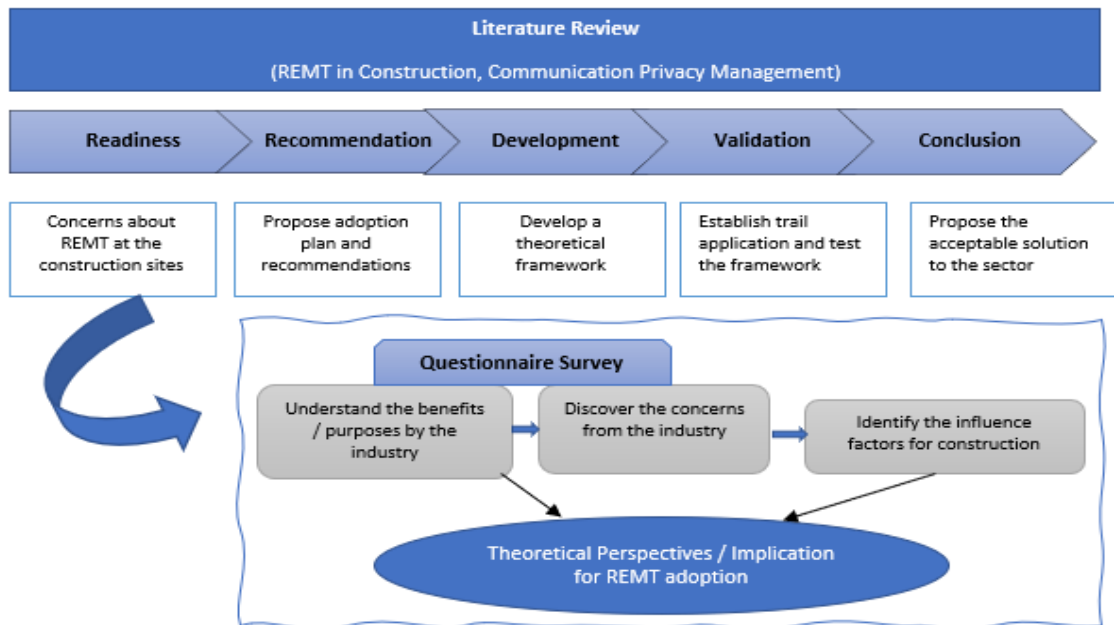 Literature Review
(REMT in Construction, Communication Privacy Management)
Readiness
Recommendation
Development
Validation
Conclusion
Concerns about
REMT at the
construction sites
Propose adoption
plan and
recommendations
Develop a
theoretical
framework
Establish trail
application and test
the framework
Propose the
acceptable solution
to the sector
Questionnaire Survey
Understand the benefits
/ purposes by the
industry
Discover the concerns
from the industry
Identify the influence
factors for construction
Theoretical Perspectives / Implication
for REMT adoption